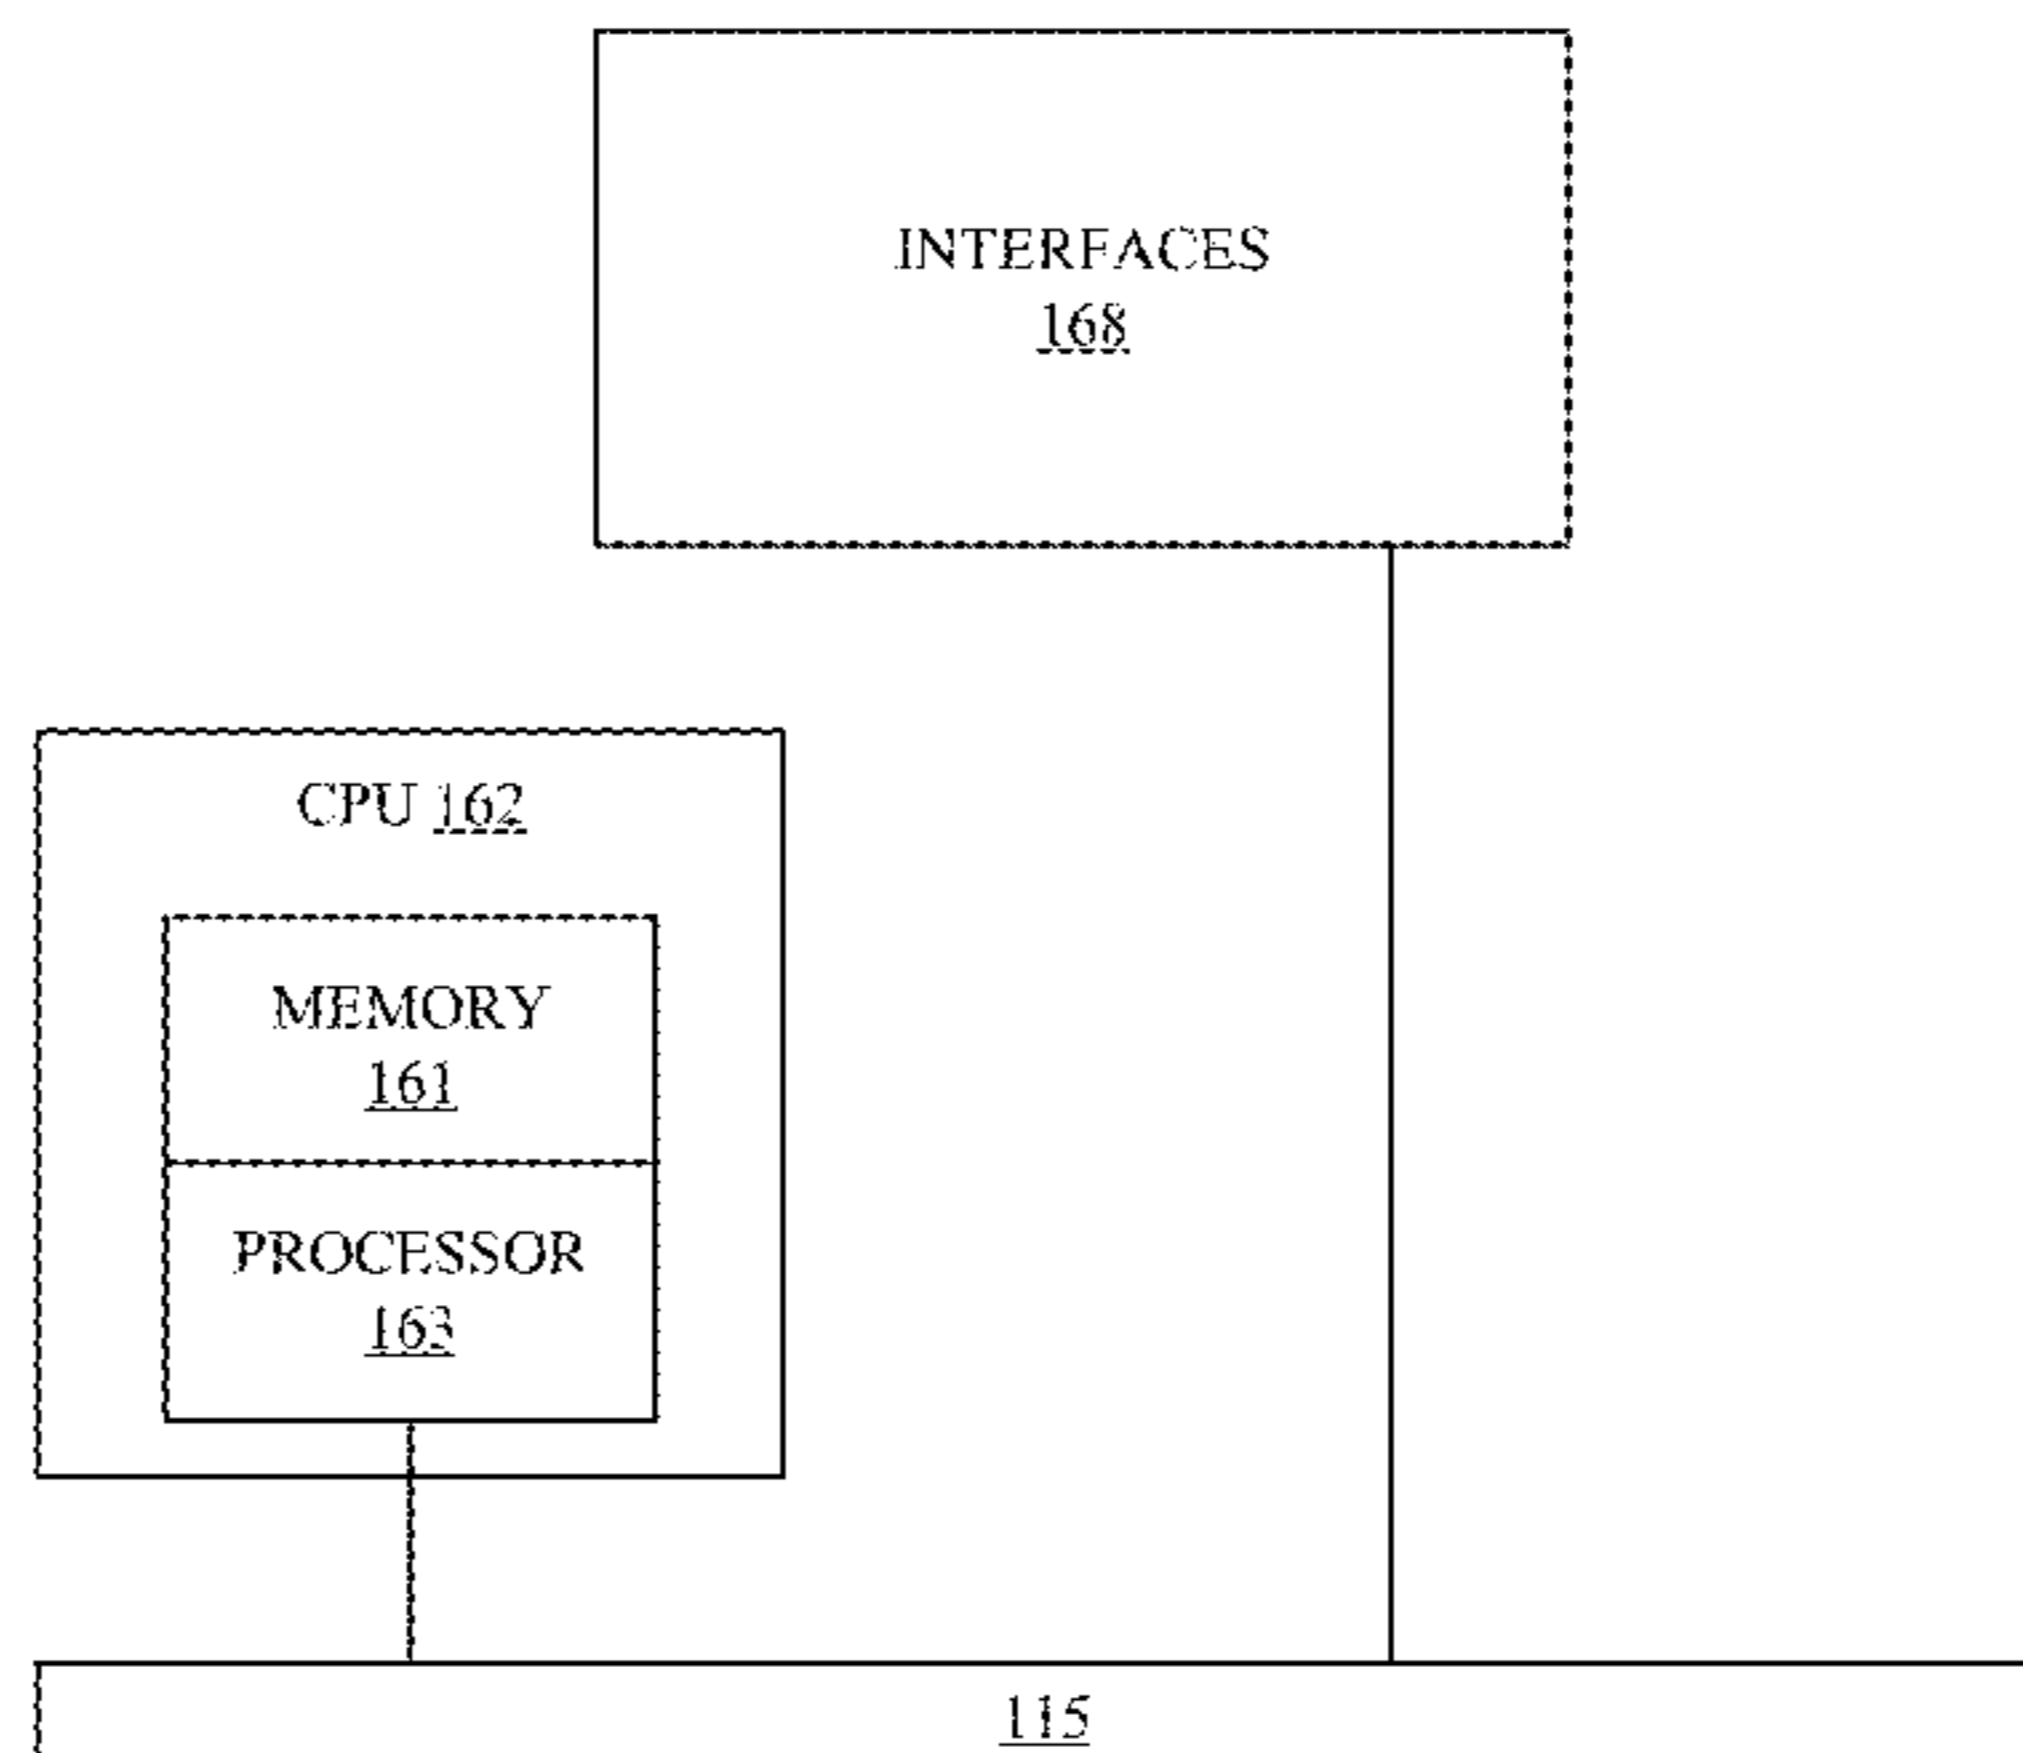 INTERFACES
168
CPU 162
MEMORY
161
PROCESSOR
163
115